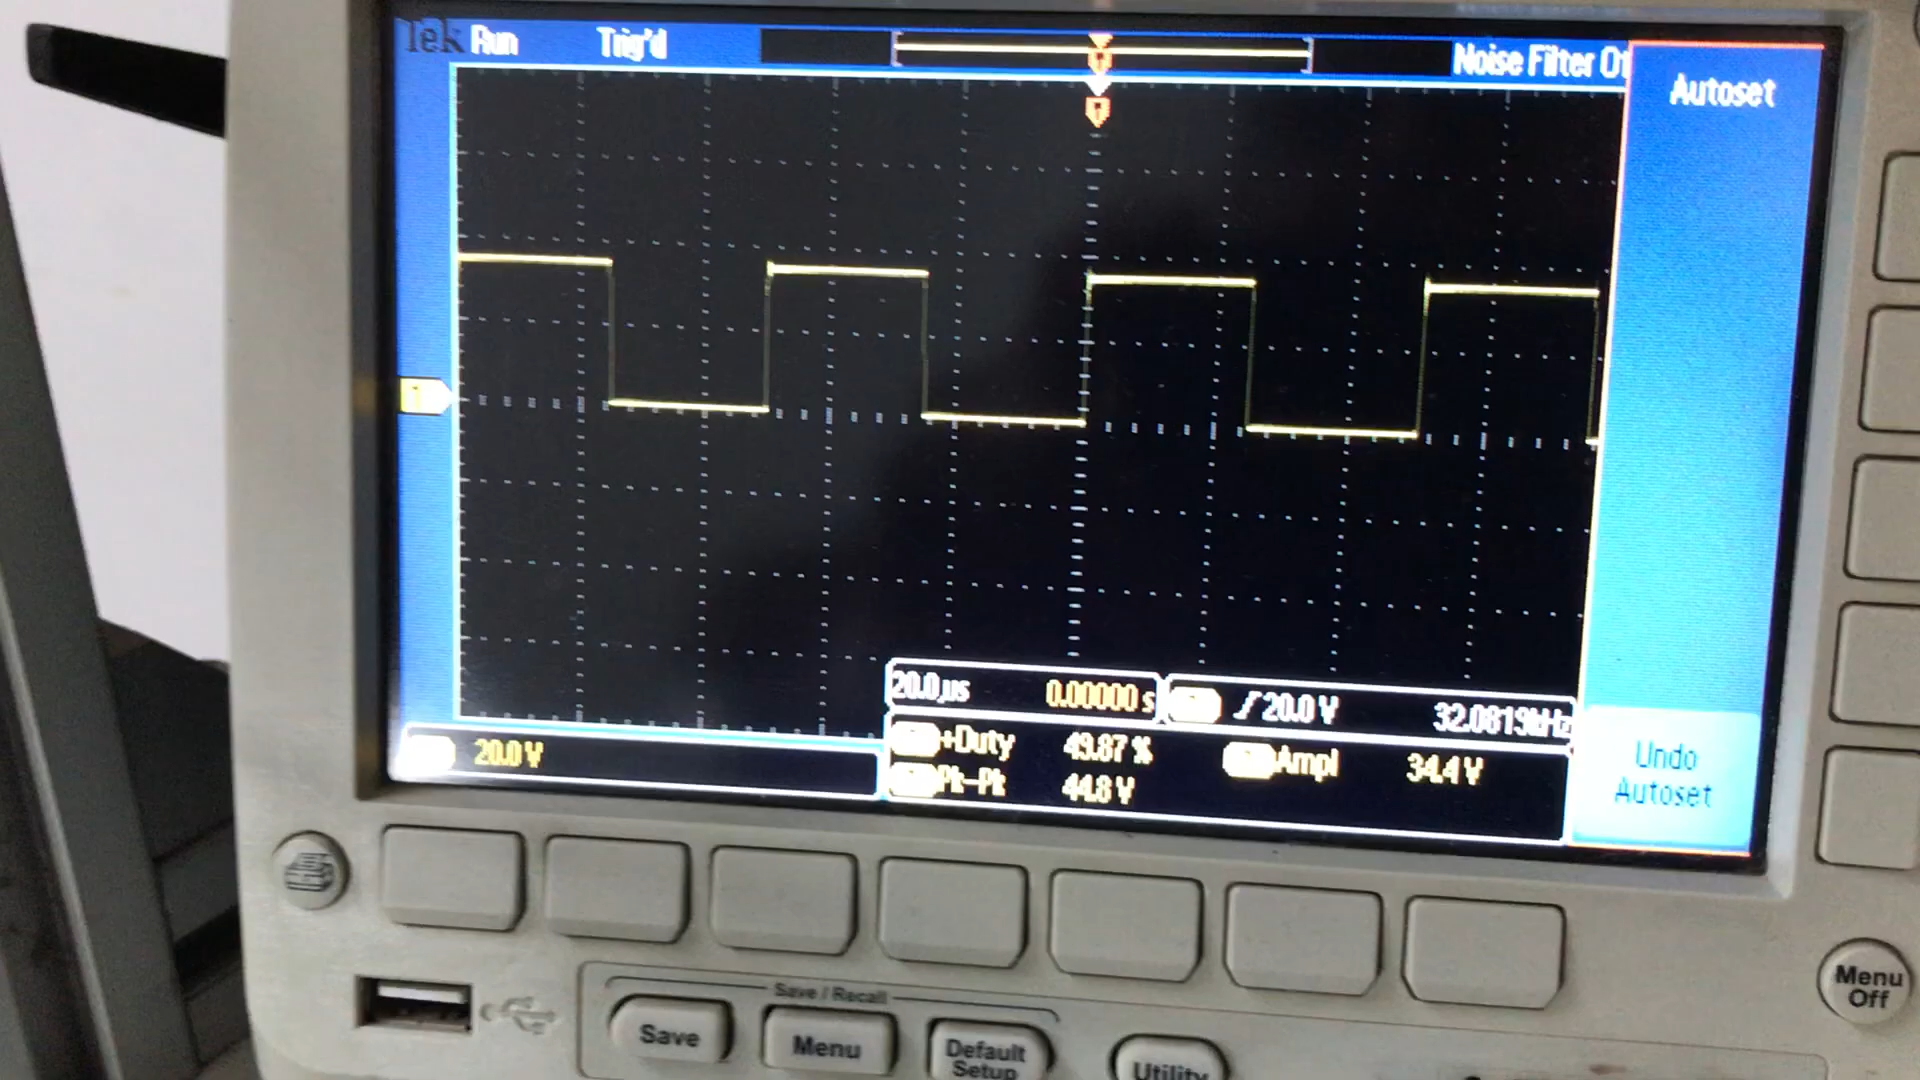 Tek Run Trig'd Noise Filter Of
Autoset
1
20.0µs 0.00000 s
20.0 V 32.0819kHz
20.0 V
+Duty 49.87 % Ampl 34.4 V
Pk-Pk 44.8 V
Undo
Autoset
Save / Recall
Save
Menu
Default
Setup
Utility
Menu
Off